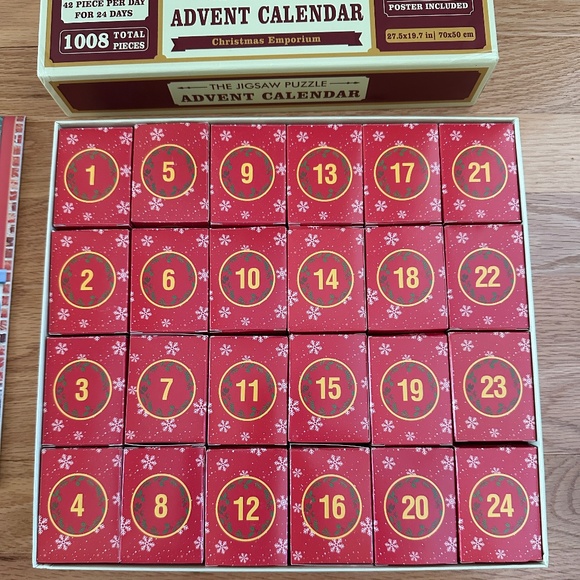 42 PIECE PER DAY
FOR 24 DAYS
1008 TOTAL
PIECES
ADVENT CALENDAR
Christmas Emporium
POSTER INCLUDED
27.5x19.7 in| 70x50 cm
THE JIGSAW PUZZLE
ADVENT CALENDAR
1 5 9 13 17 21
2 6 10 14 18 22
3 7 11 15 19 23
4 8 12 16 20 24